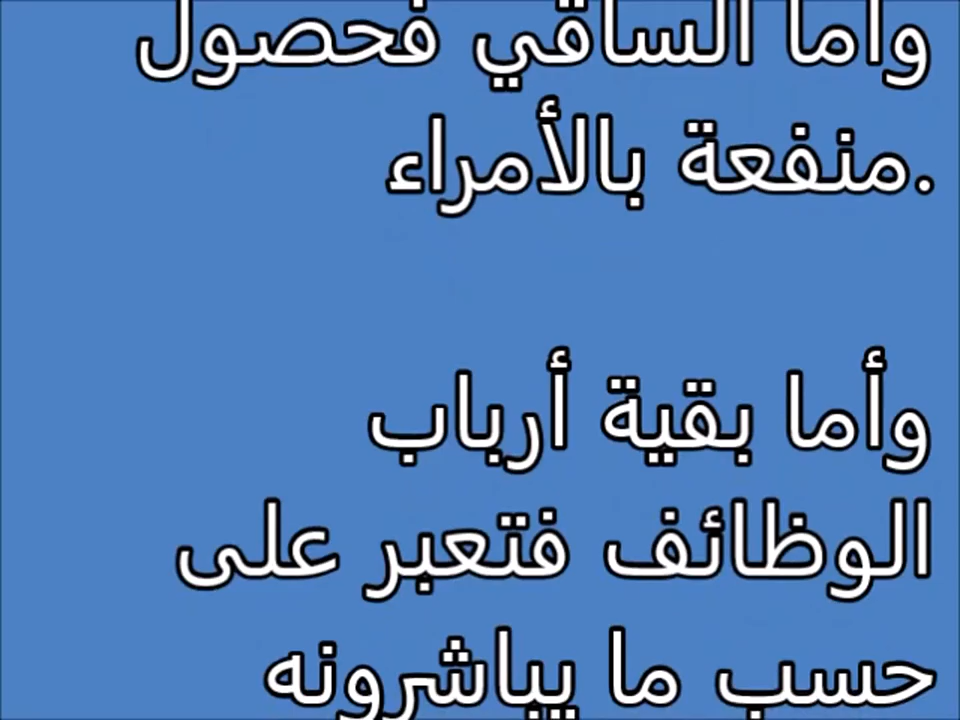 وأما الساقي فحصول
منفعة بالأمراء.
وأما بقية أرباب
الوظائف فتعبر على
حسب ما يباشرونه